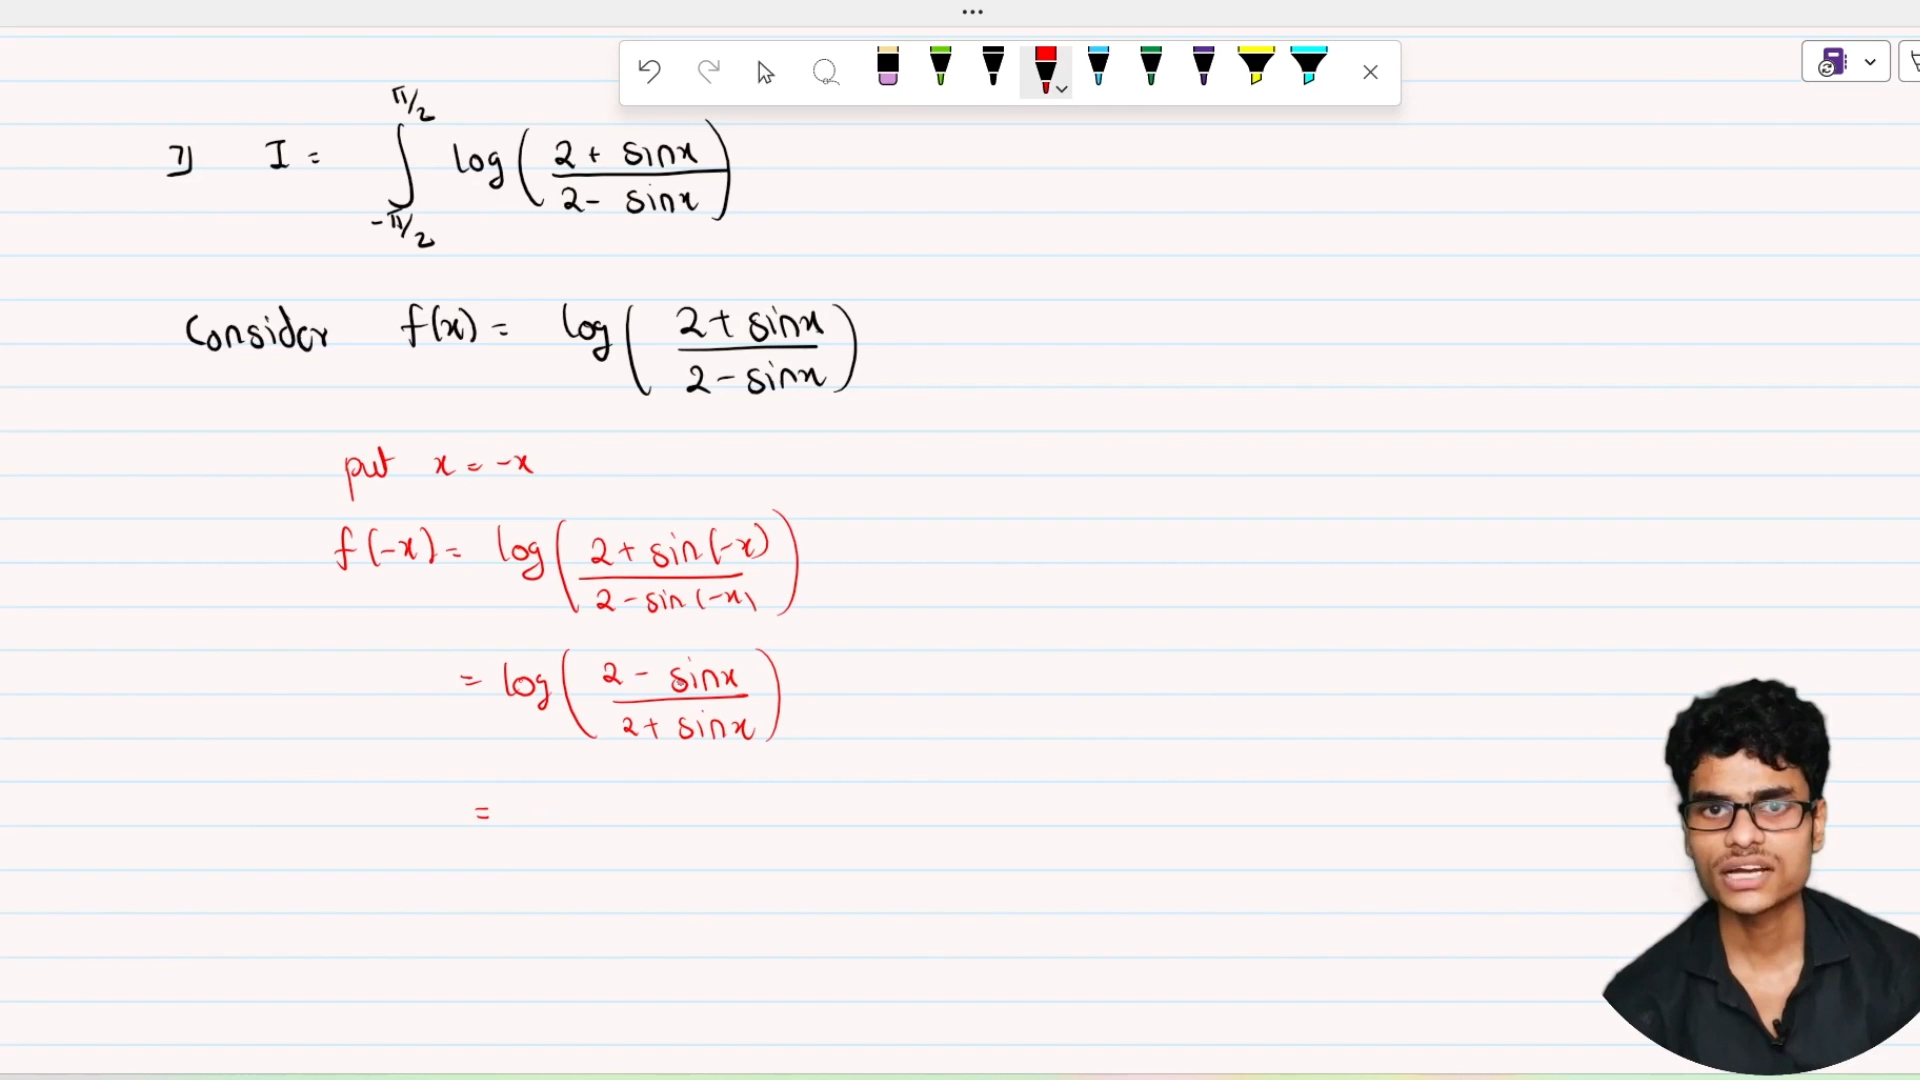 7] I = ∫_{-π/2}^{π/2} log( (2 + sinx) / (2 - sinx) )
Consider f(x) = log( (2 + sinx) / (2 - sinx) )
put x = -x
f(-x) = log( (2 + sin(-x)) / (2 - sin(-x)) )
= log( (2 - sinx) / (2 + sinx) )
=